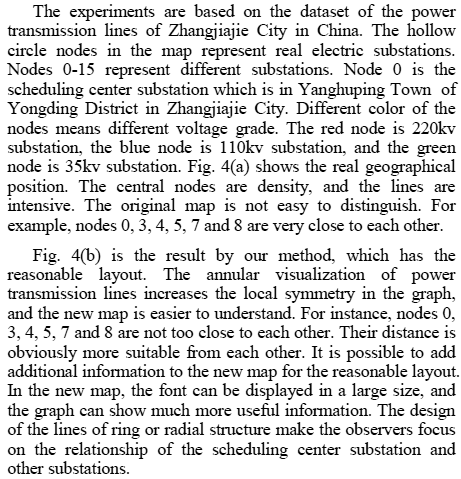 The experiments are based on the dataset of the power
transmission lines of Zhangjiajie City in China. The hollow
circle nodes in the map represent real electric substations.
Nodes 0-15 represent different substations. Node 0 is the
scheduling center substation which is in Yanghuping Town of
Yongding District in Zhangjiajie City. Different color of the
nodes means different voltage grade. The red node is 220kv
substation, the blue node is 110kv substation, and the green
node is 35kv substation. Fig. 4(a) shows the real geographical
position. The central nodes are density, and the lines are
intensive. The original map is not easy to distinguish. For
example, nodes 0, 3, 4, 5, 7 and 8 are very close to each other.
Fig. 4(b) is the result by our method, which has the
reasonable layout. The annular visualization of power
transmission lines increases the local symmetry in the graph,
and the new map is easier to understand. For instance, nodes 0,
3, 4, 5, 7 and 8 are not too close to each other. Their distance is
obviously more suitable from each other. It is possible to add
additional information to the new map for the reasonable layout.
In the new map, the font can be displayed in a large size, and
the graph can show much more useful information. The design
of the lines of ring or radial structure make the observers focus
on the relationship of the scheduling center substation and
other substations.